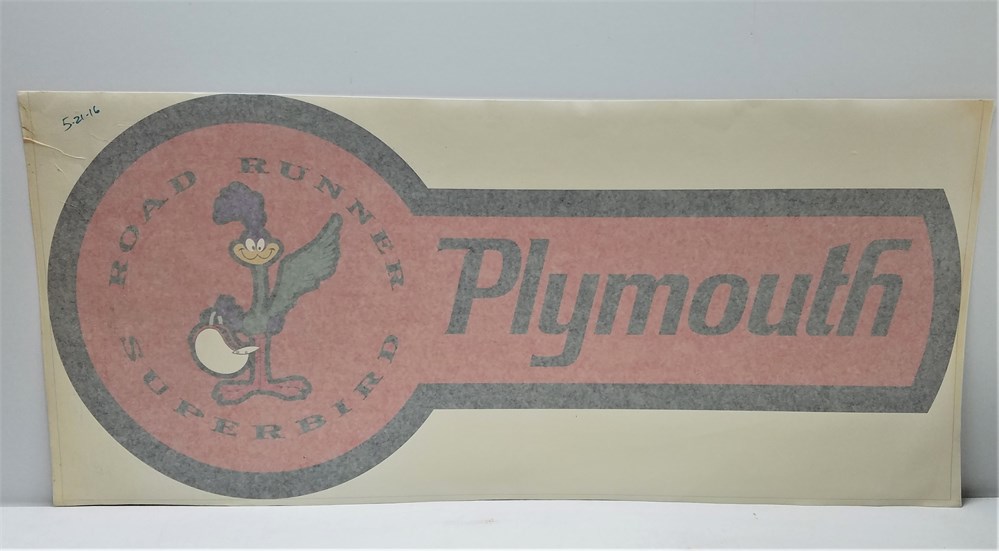 5-21-16
ROAD RUNNER
SUPERBIRD
Plymouth